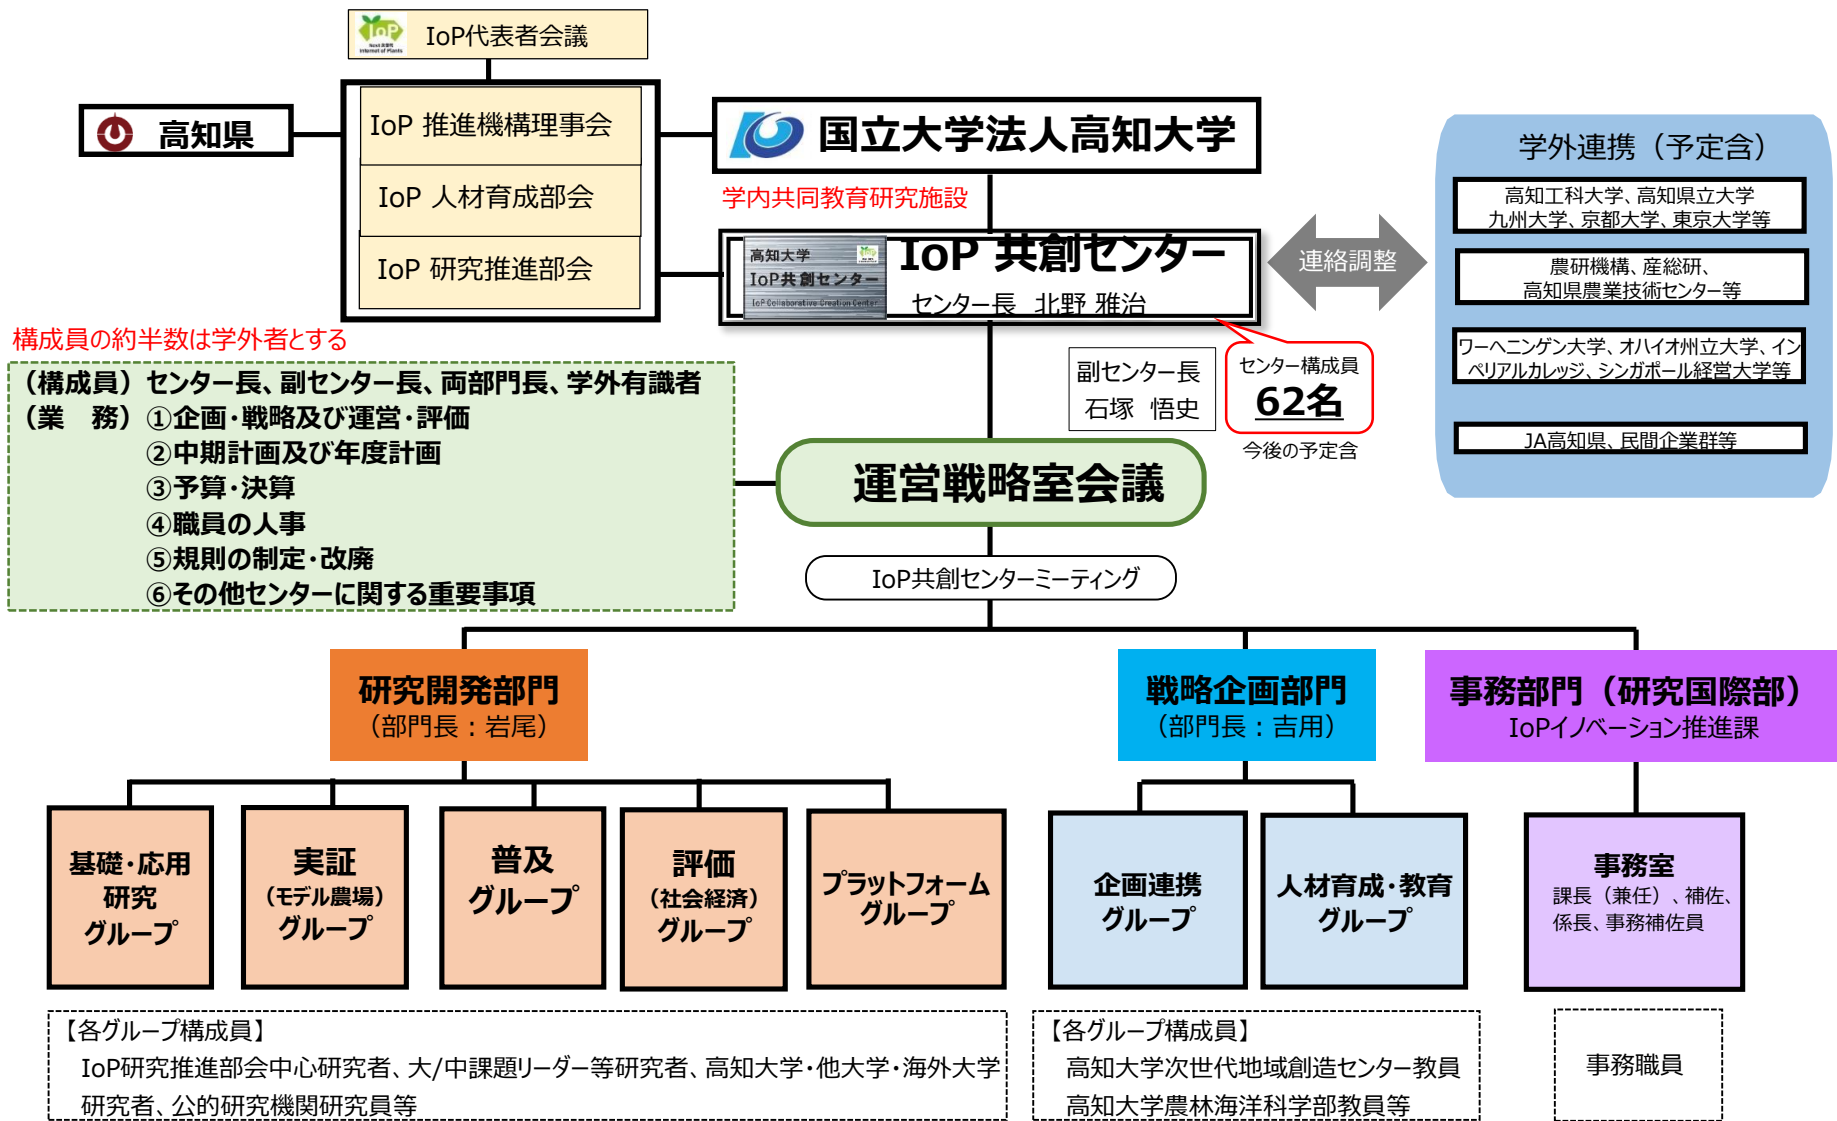 IoP
Next 次世代
Internet of Plants
IoP代表者会議
高知県
IoP 推進機構理事会
IoP 人材育成部会
IoP 研究推進部会
国立大学法人高知大学
学内共同教育研究施設
高知大学
IoP共創センター
IoP Collaborative Creation Center
IoP 共創センター
センター長 北野 雅治
連絡調整
学外連携（予定含）
高知工科大学、高知県立大学
九州大学、京都大学、東京大学等
農研機構、産総研、
高知県農業技術センター等
ワーヘニンゲン大学、オハイオ州立大学、イン
ペリアルカレッジ、シンガポール経営大学等
JA高知県、民間企業群等
構成員の約半数は学外者とする
（構成員）センター長、副センター長、両部門長、学外有識者
（業　務）①企画・戦略及び運営・評価
②中期計画及び年度計画
③予算・決算
④職員の人事
⑤規則の制定・改廃
⑥その他センターに関する重要事項
副センター長
石塚 悟史
センター構成員
62名
今後の予定含
運営戦略室会議
IoP共創センターミーティング
研究開発部門
（部門長：岩尾）
戦略企画部門
（部門長：吉用）
事務部門（研究国際部）
IoPイノベーション推進課
基礎・応用
研究
グループ
実証
（モデル農場）
グループ
普及
グループ
評価
（社会経済）
グループ
プラットフォーム
グループ
企画連携
グループ
人材育成・教育
グループ
事務室
課長（兼任）、補佐、
係長、事務補佐員
【各グループ構成員】
IoP研究推進部会中心研究者、大/中課題リーダー等研究者、高知大学・他大学・海外大学
研究者、公的研究機関研究員等
【各グループ構成員】
高知大学次世代地域創造センター教員
高知大学農林海洋科学部教員等
事務職員